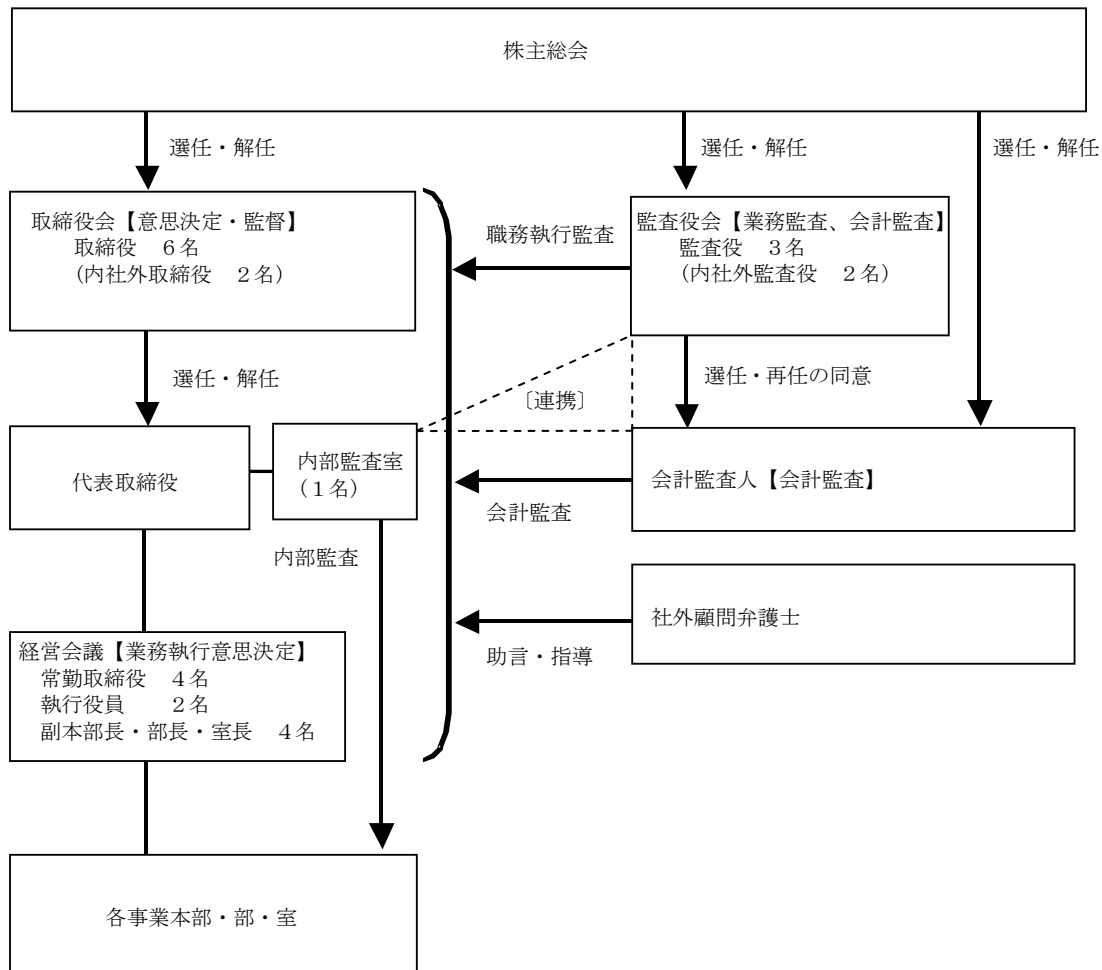 株主総会
選任・解任
選任・解任
選任・解任
取締役会【意思決定・監督】
取締役　６名
(内社外取締役　２名)
職務執行監査
監査役会【業務監査、会計監査】
監査役　３名
(内社外監査役　２名)
選任・解任
選任・再任の同意
〔連携〕
代表取締役
内部監査室
(１名)
会計監査人【会計監査】
会計監査
内部監査
社外顧問弁護士
助言・指導
経営会議【業務執行意思決定】
常勤取締役　４名
執行役員　　２名
副本部長・部長・室長　４名
各事業本部・部・室